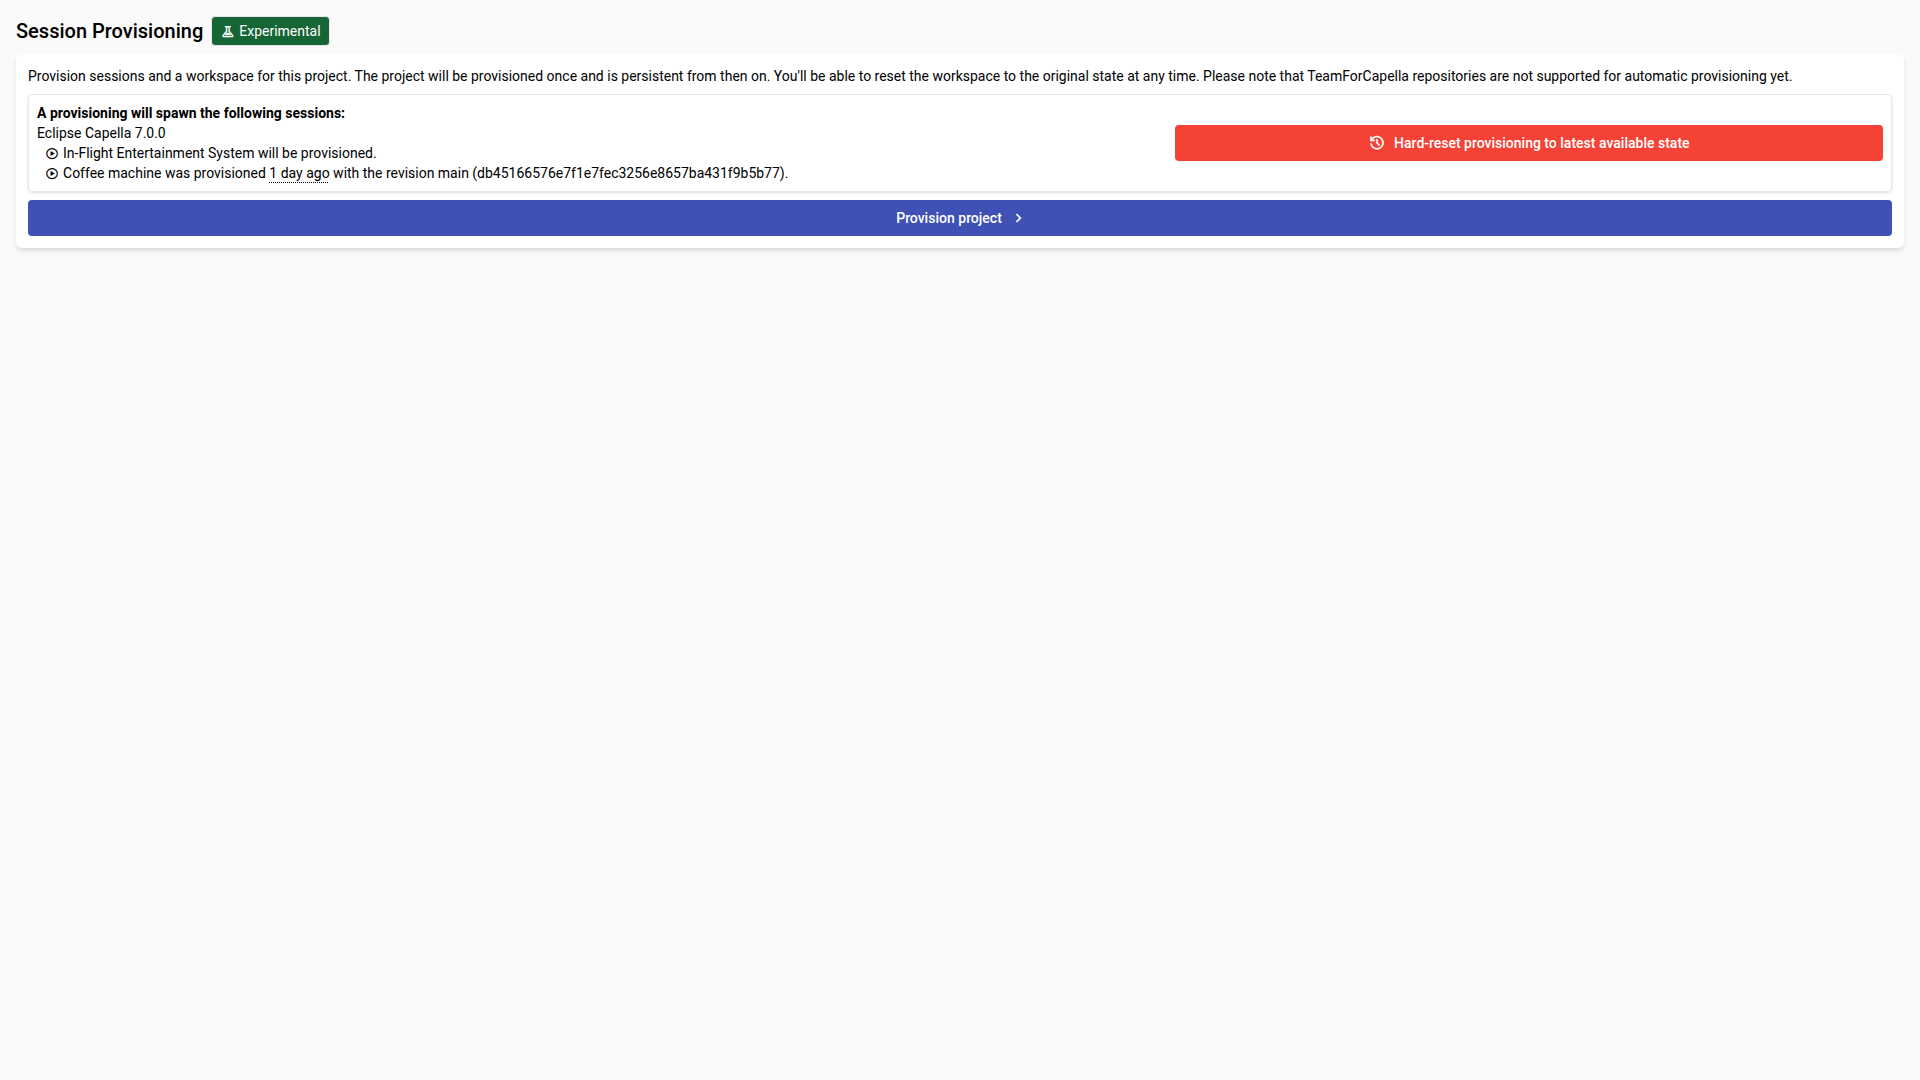 Session Provisioning
Experimental
Provision sessions and a workspace for this project. The project will be provisioned once and is persistent from then on. You'll be able to reset the workspace to the original state at any time. Please note that TeamForCapella repositories are not supported for automatic provisioning yet.
A provisioning will spawn the following sessions:
Eclipse Capella 7.0.0
In-Flight Entertainment System will be provisioned.
Coffee machine was provisioned 1 day ago with the revision main (db45166576e7f1e7fec3256e8657ba431f9b5b77).
Hard-reset provisioning to latest available state
Provision project